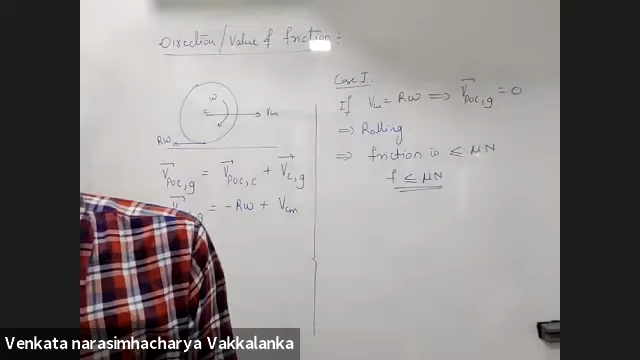 Direction/Value of friction:
ω
C
Vcm
Rω
V⃗POC,g = V⃗POC,C + V⃗C,g
= -Rω + Vcm
Case I.
If Vcm = Rω ⟹ V⃗POC,g = 0
⟹ Rolling.
⟹ friction is ≤ μN
f ≤ μN
Venkata narasimhacharya Vakkalanka